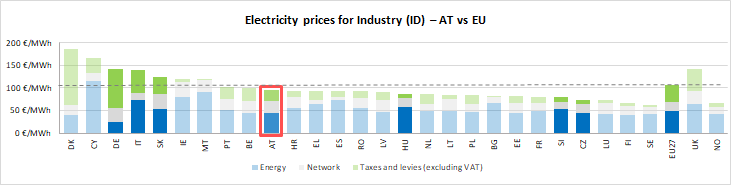 Electricity prices for Industry (ID) – AT vs EU
200 €/MWh
150 €/MWh
100 €/MWh
50 €/MWh
0 €/MWh
DK CY DE IT SK IE MT PT BE AT HR EL ES RO LV HU NL LT PL BG EE FR SI CZ LU FI SE EU27 UK NO
Energy Network Taxes and levies (excluding VAT)